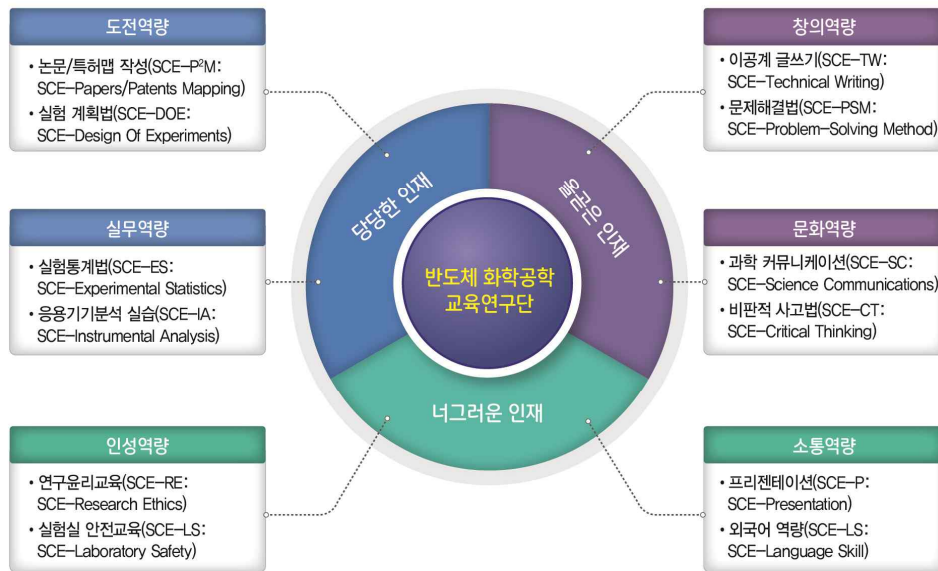 도전역량
• 논문/특허맵 작성(SCE-P²M:
SCE-Papers/Patents Mapping)
• 실험 계획법(SCE-DOE:
SCE-Design Of Experiments)
창의역량
• 이공계 글쓰기(SCE-TW:
SCE-Technical Writing)
• 문제해결법(SCE-PSM:
SCE-Problem-Solving Method)
실무역량
• 실험통계법(SCE-ES:
SCE-Experimental Statistics)
• 응용기기분석 실습(SCE-IA:
SCE-Instrumental Analysis)
당당한 인재
올곧은 인재
반도체 화학공학
교육연구단
너그러운 인재
문화역량
• 과학 커뮤니케이션(SCE-SC:
SCE-Science Communications)
• 비판적 사고법(SCE-CT:
SCE-Critical Thinking)
인성역량
• 연구윤리교육(SCE-RE:
SCE-Research Ethics)
• 실험실 안전교육(SCE-LS:
SCE-Laboratory Safety)
소통역량
• 프리젠테이션(SCE-P:
SCE-Presentation)
• 외국어 역량(SCE-LS:
SCE-Language Skill)